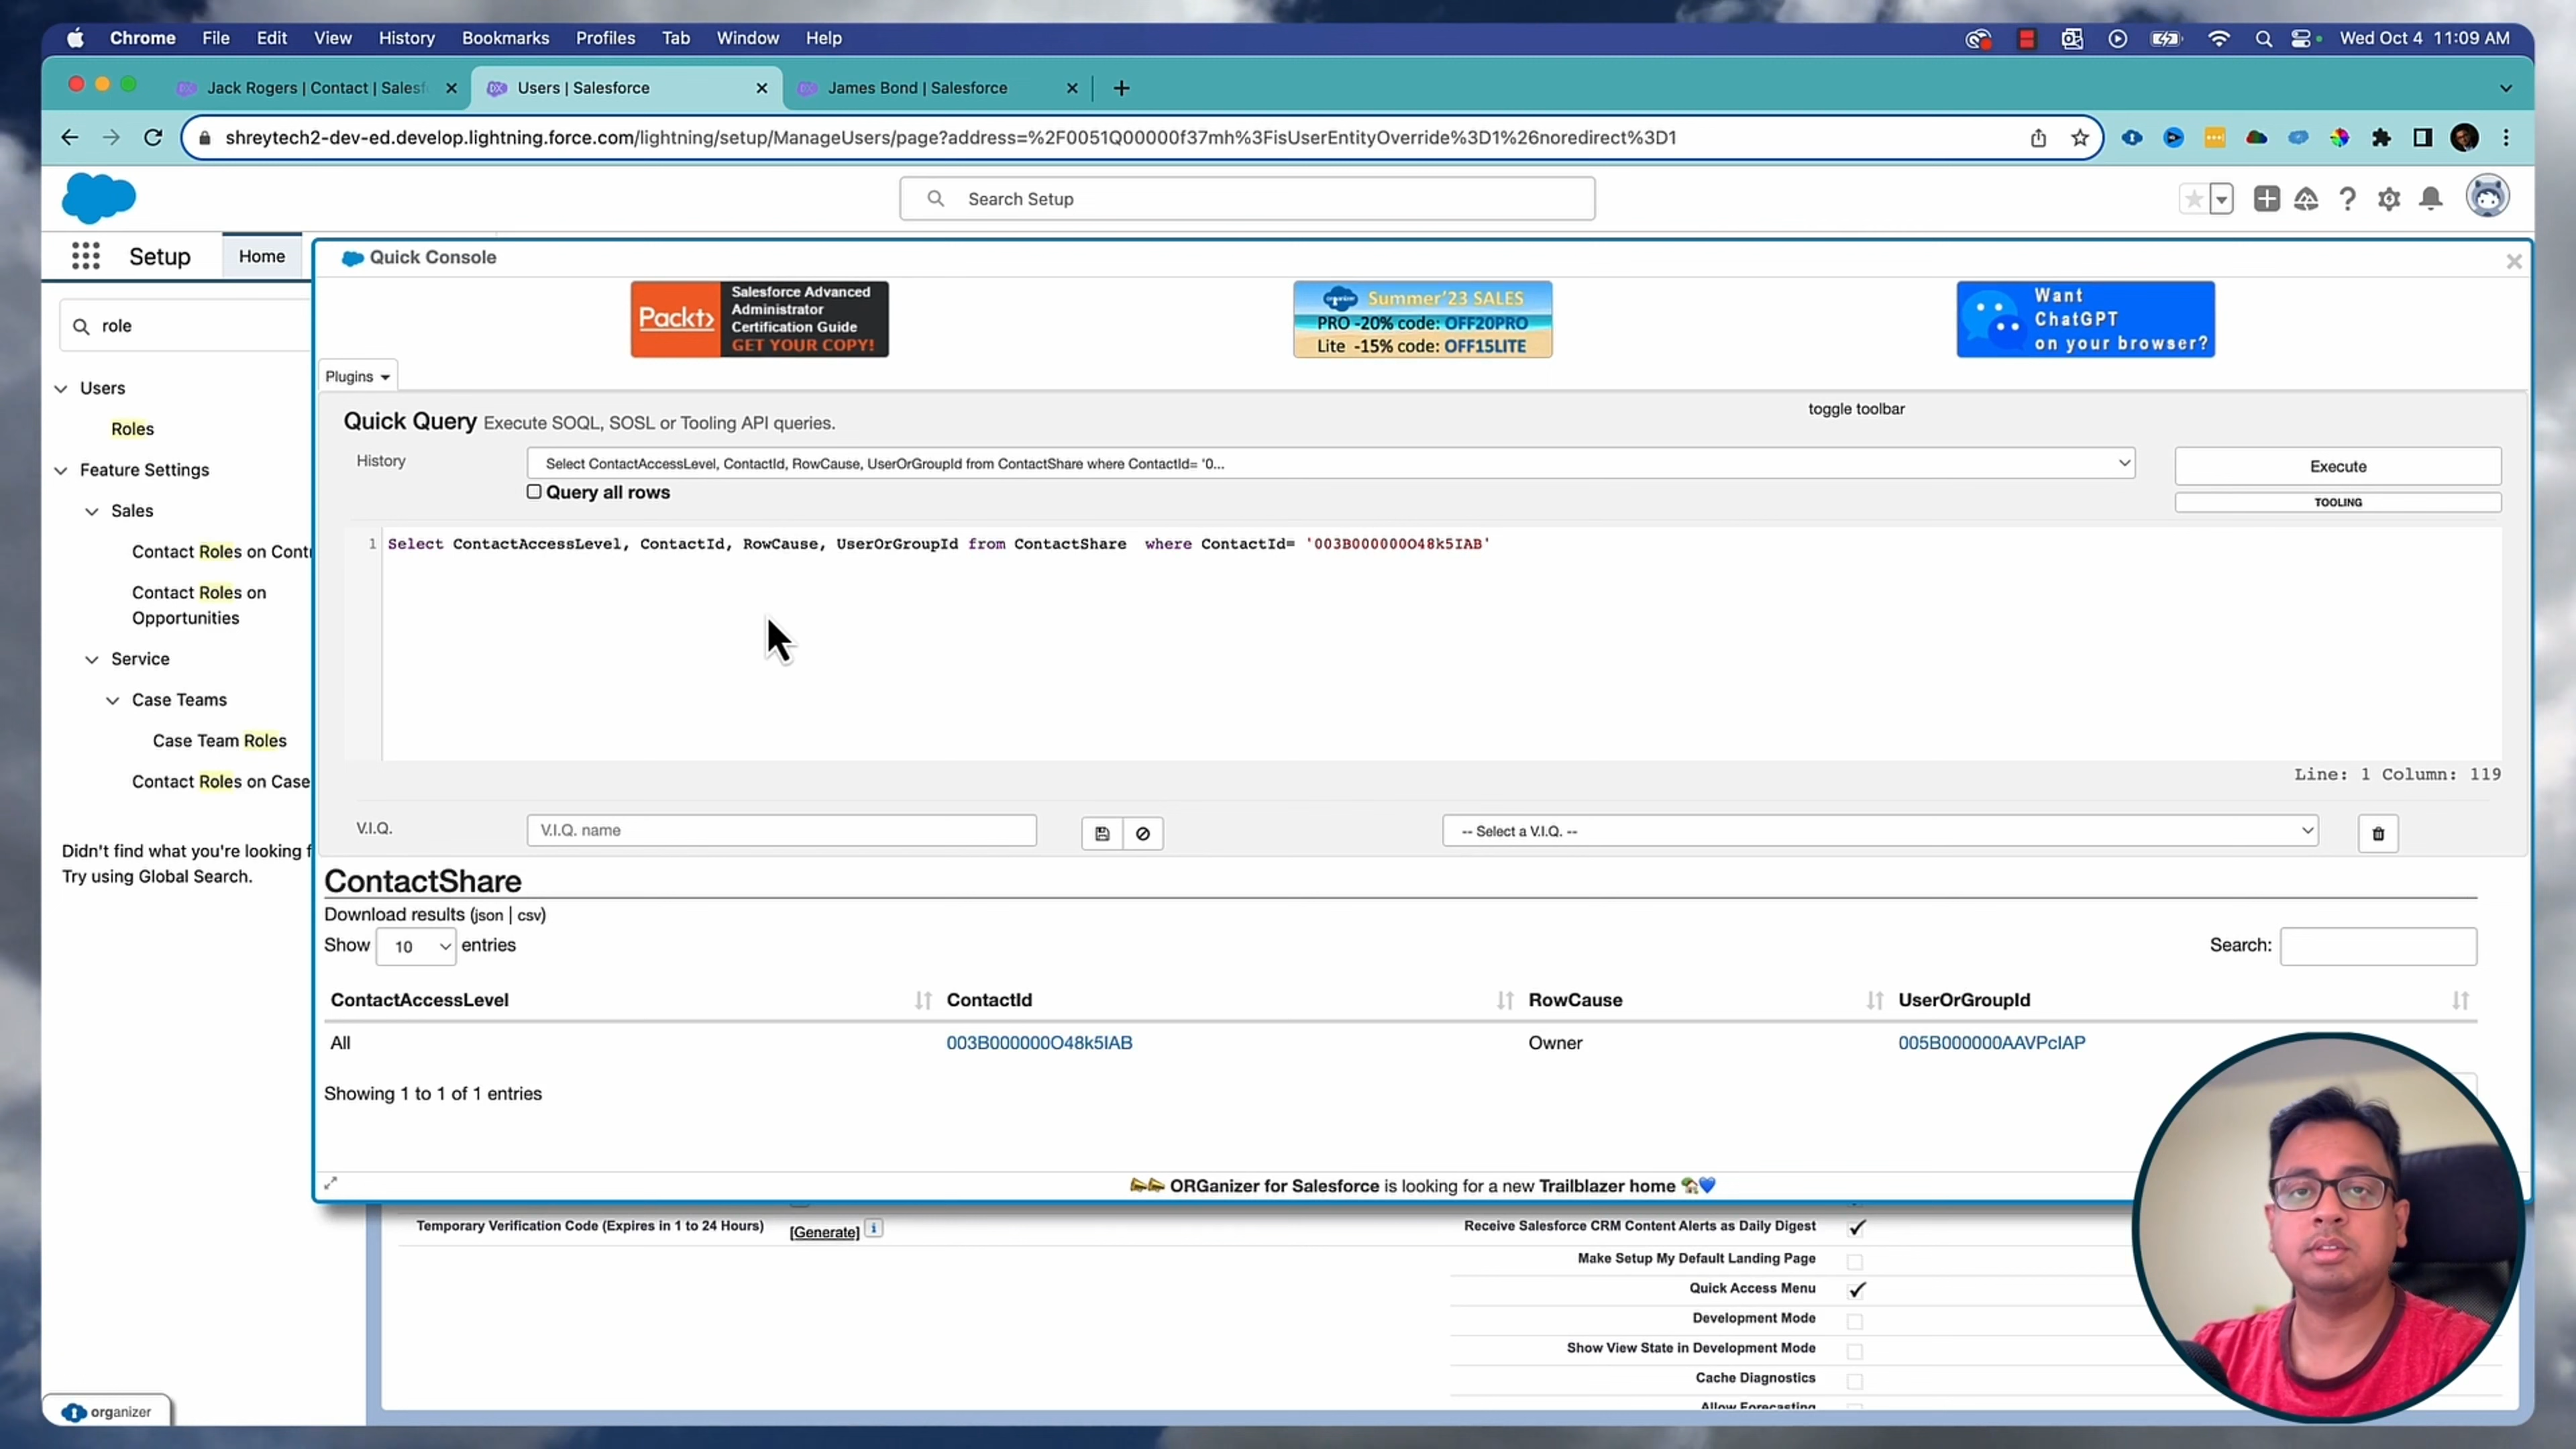 Chrome File Edit View History Bookmarks Profiles Tab Window Help
Wed Oct 4 11:09 AM
Jack Rogers | Contact | Salesf
Users | Salesforce
James Bond | Salesforce
shreytech2-dev-ed.develop.lightning.force.com/lightning/setup/ManageUsers/page?address=%2F0051Q00000f37mh%3FisUserEntityOverride%3D1%26noredirect%3D1
Search Setup
Setup
Home
role
Users
Roles
Feature Settings
Sales
Contact Roles on Contr
Contact Roles on
Opportunities
Service
Case Teams
Case Team Roles
Contact Roles on Case
Didn't find what you're looking f
Try using Global Search.
organizer
Quick Console
Packt>
Salesforce Advanced
Administrator
Certification Guide
GET YOUR COPY!
Summer'23 SALES
PRO -20% code: OFF20PRO
Lite -15% code: OFF15LITE
Want
ChatGPT
on your browser?
Plugins
Quick Query Execute SOQL, SOSL or Tooling API queries.
toggle toolbar
History
Select ContactAccessLevel, ContactId, RowCause, UserOrGroupId from ContactShare where ContactId= '0...
Execute
Query all rows
TOOLING
1 Select ContactAccessLevel, ContactId, RowCause, UserOrGroupId from ContactShare where ContactId= '003B000000O48k5IAB'
Line: 1 Column: 119
V.I.Q.
V.I.Q. name
-- Select a V.I.Q. --
ContactShare
Download results (json | csv)
Show 10 entries
Search:
ContactAccessLevel ContactId RowCause UserOrGroupId
All 003B000000O48k5IAB Owner 005B000000AAVPcIAP
Showing 1 to 1 of 1 entries
ORGanizer for Salesforce is looking for a new Trailblazer home
Temporary Verification Code (Expires in 1 to 24 Hours) [Generate] i
Receive Salesforce CRM Content Alerts as Daily Digest
Make Setup My Default Landing Page
Quick Access Menu
Development Mode
Show View State in Development Mode
Cache Diagnostics
Allow Forecasting